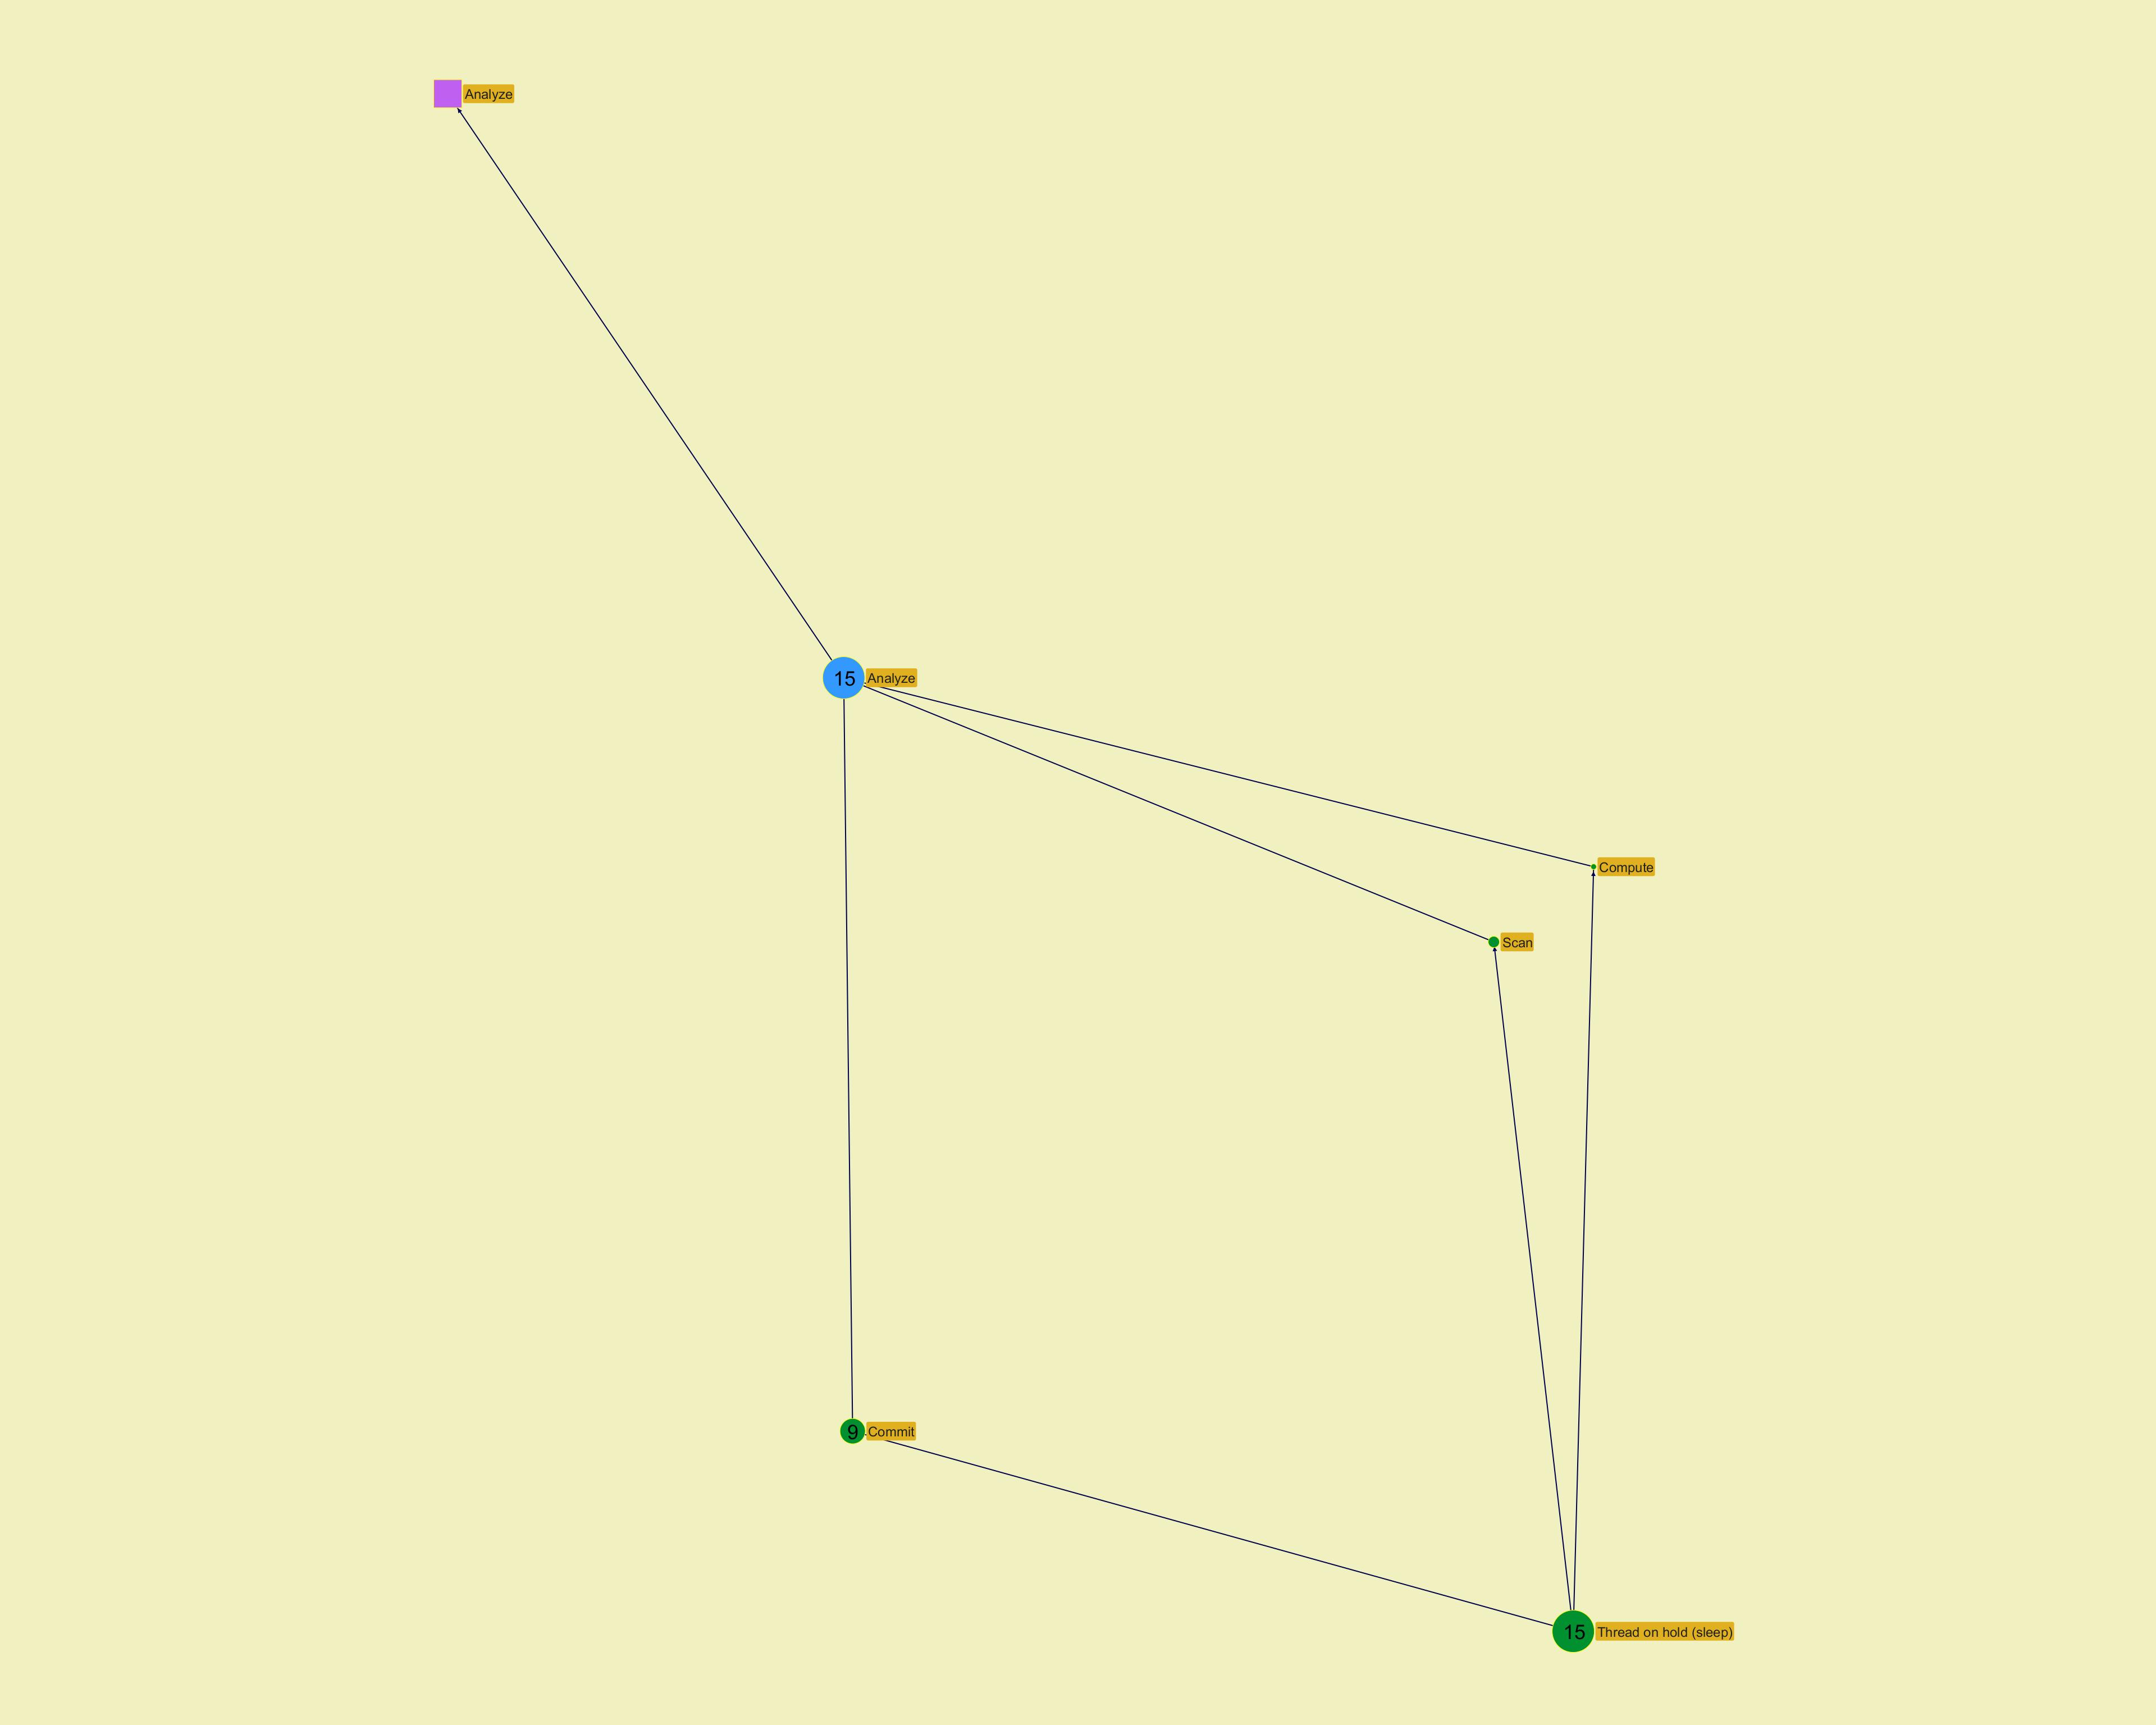 Analyze
15 Analyze
Compute
Scan
9 Commit
15 Thread on hold (sleep)